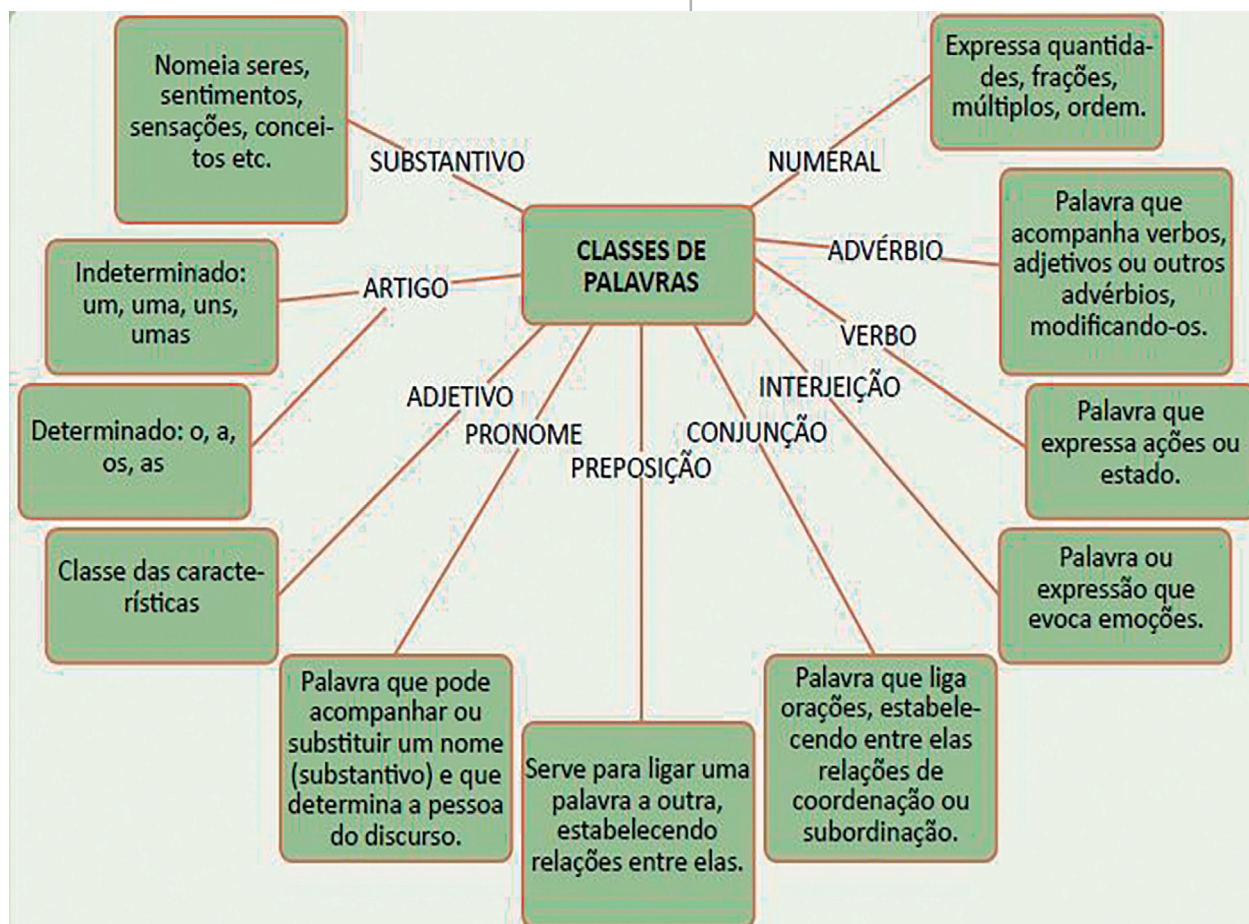 Nomeia seres,
sentimentos,
sensações, concei-
tos etc.
SUBSTANTIVO
Expressa quantida-
des, frações,
múltiplos, ordem.
NUMERAL
CLASSES DE
PALAVRAS
Palavra que
acompanha verbos,
adjetivos ou outros
advérbios,
modificando-os.
ADVÉRBIO
Indeterminado:
um, uma, uns,
umas
ARTIGO
Determinado: o, a,
os, as
VERBO
Palavra que
expressa ações ou
estado.
ADJETIVO
Classe das caracte-
rísticas
INTERJEIÇÃO
Palavra ou
expressão que
evoca emoções.
PRONOME
Palavra que pode
acompanhar ou
substituir um nome
(substantivo) e que
determina a pessoa
do discurso.
PREPOSIÇÃO
Serve para ligar uma
palavra a outra,
estabelecendo
relações entre elas.
CONJUNÇÃO
Palavra que liga
orações, estabele-
cendo entre elas
relações de
coordenação ou
subordinação.